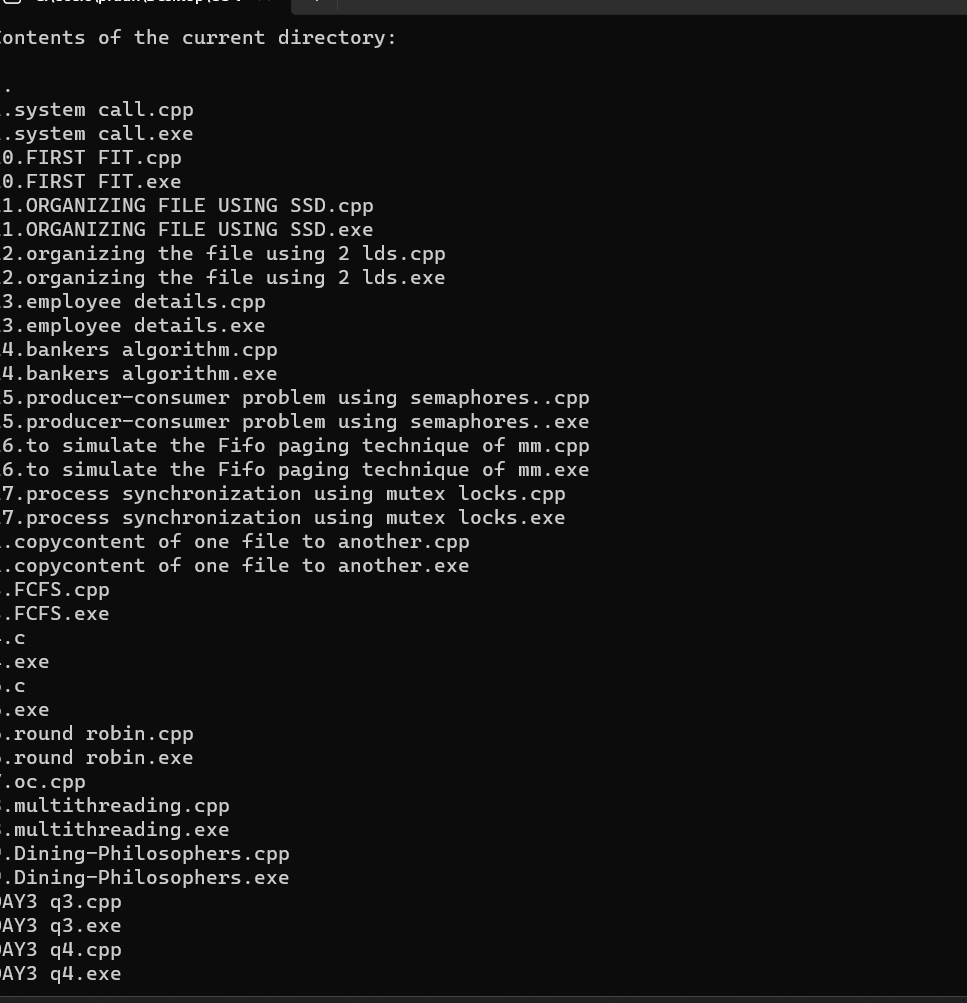 ontents of the current directory:
.
.system call.cpp
.system call.exe
0.FIRST FIT.cpp
0.FIRST FIT.exe
1.ORGANIZING FILE USING SSD.cpp
1.ORGANIZING FILE USING SSD.exe
2.organizing the file using 2 lds.cpp
2.organizing the file using 2 lds.exe
3.employee details.cpp
3.employee details.exe
4.bankers algorithm.cpp
4.bankers algorithm.exe
5.producer-consumer problem using semaphores..cpp
5.producer-consumer problem using semaphores..exe
6.to simulate the Fifo paging technique of mm.cpp
6.to simulate the Fifo paging technique of mm.exe
7.process synchronization using mutex locks.cpp
7.process synchronization using mutex locks.exe
.copycontent of one file to another.cpp
.copycontent of one file to another.exe
.FCFS.cpp
.FCFS.exe
.c
.exe
.c
.exe
.round robin.cpp
.round robin.exe
.oc.cpp
.multithreading.cpp
.multithreading.exe
.Dining-Philosophers.cpp
.Dining-Philosophers.exe
AY3 q3.cpp
AY3 q3.exe
AY3 q4.cpp
AY3 q4.exe